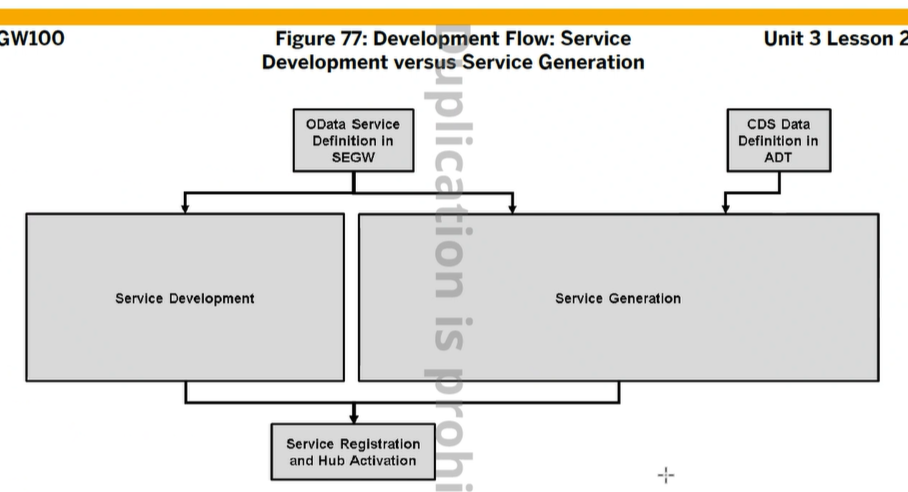 GW100
Figure 77: Development Flow: Service
Development versus Service Generation
Unit 3 Lesson 2
OData Service
Definition in
SEGW
CDS Data
Definition in
ADT
Service Development
Service Generation
Service Registration
and Hub Activation
Duplication is prohi